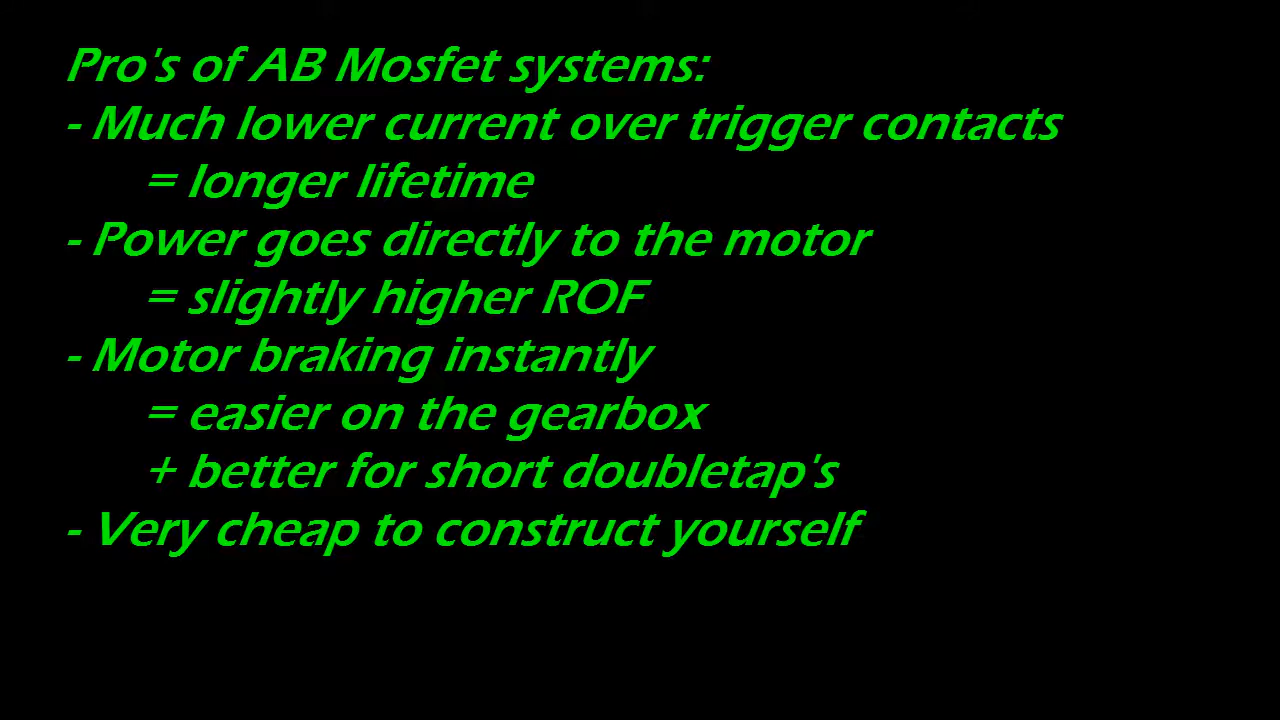 Pro's of AB Mosfet systems:
- Much lower current over trigger contacts
= longer lifetime
- Power goes directly to the motor
= slightly higher ROF
- Motor braking instantly
= easier on the gearbox
+ better for short doubletap's
- Very cheap to construct yourself